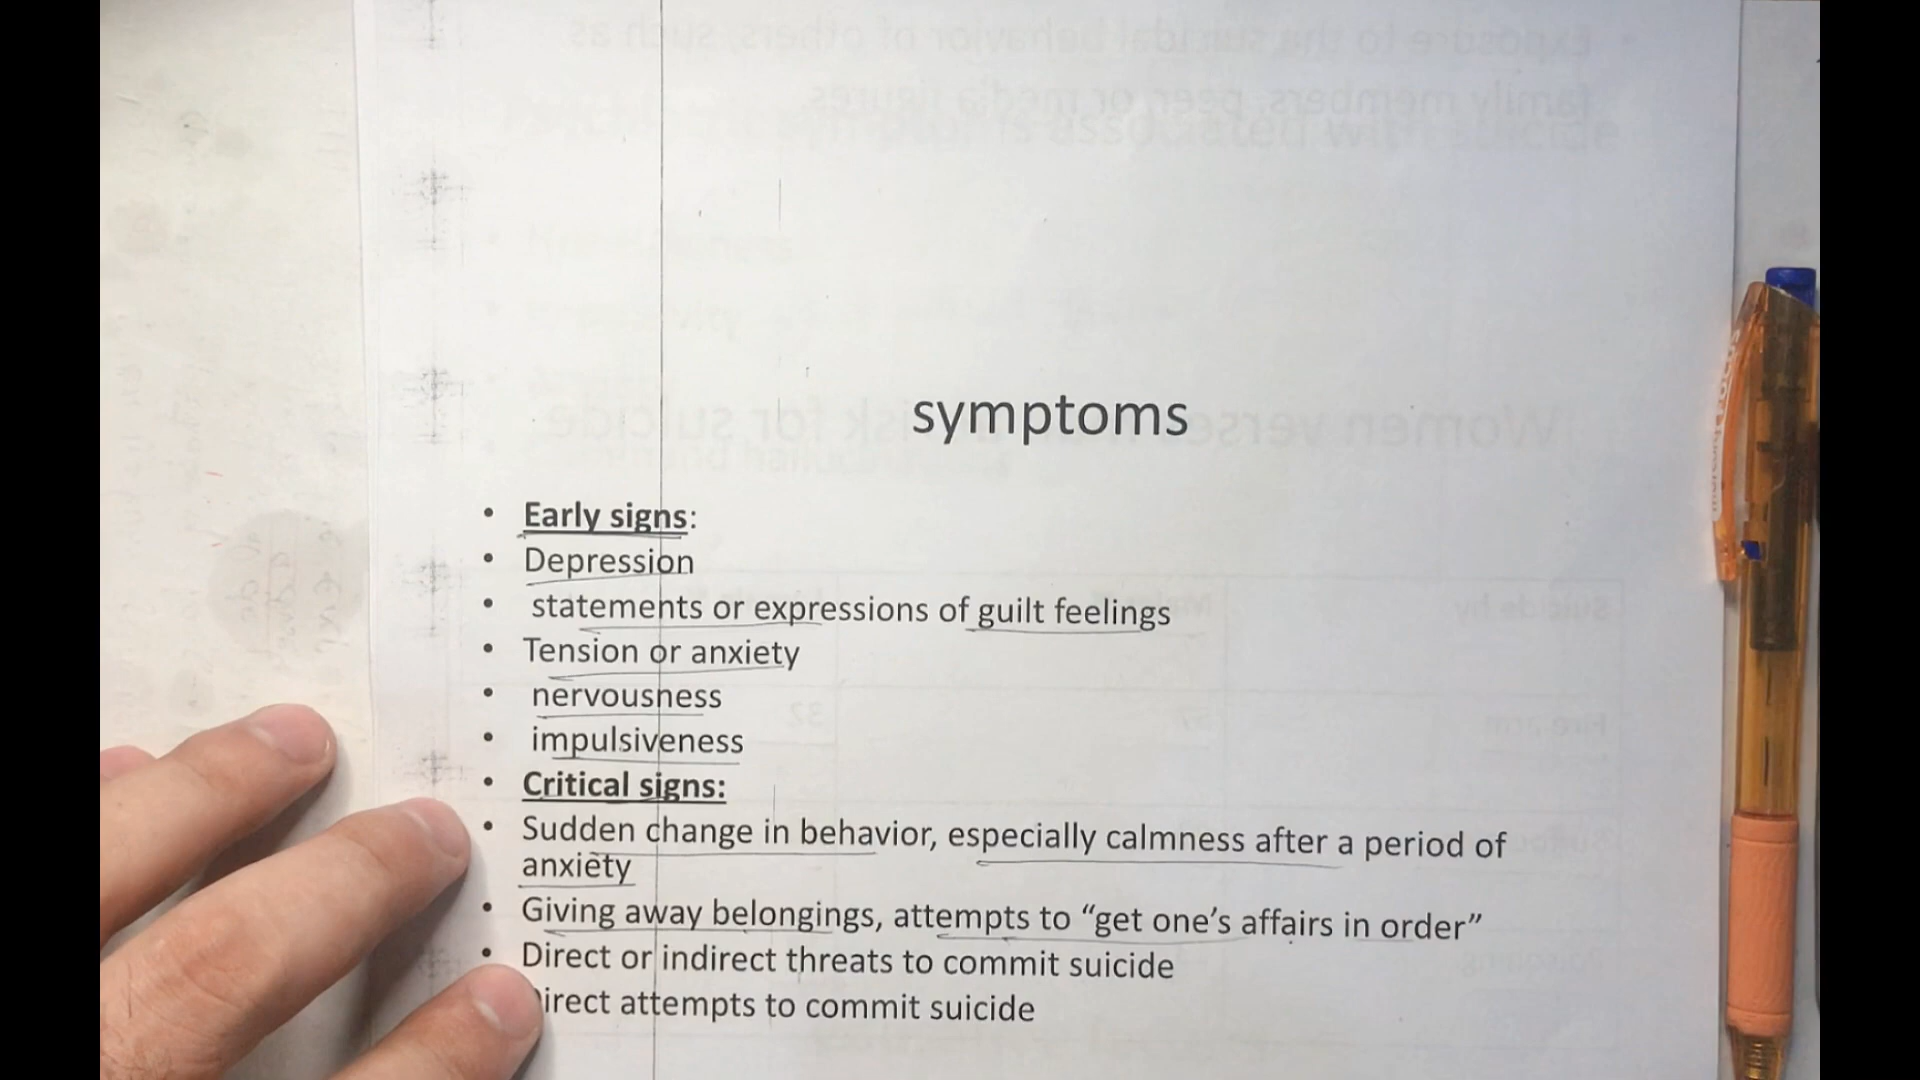 symptoms
• Early signs:
• Depression
• statements or expressions of guilt feelings
• Tension or anxiety
• nervousness
• impulsiveness
• Critical signs:
• Sudden change in behavior, especially calmness after a period of
anxiety
• Giving away belongings, attempts to “get one’s affairs in order”
• Direct or indirect threats to commit suicide
Direct attempts to commit suicide